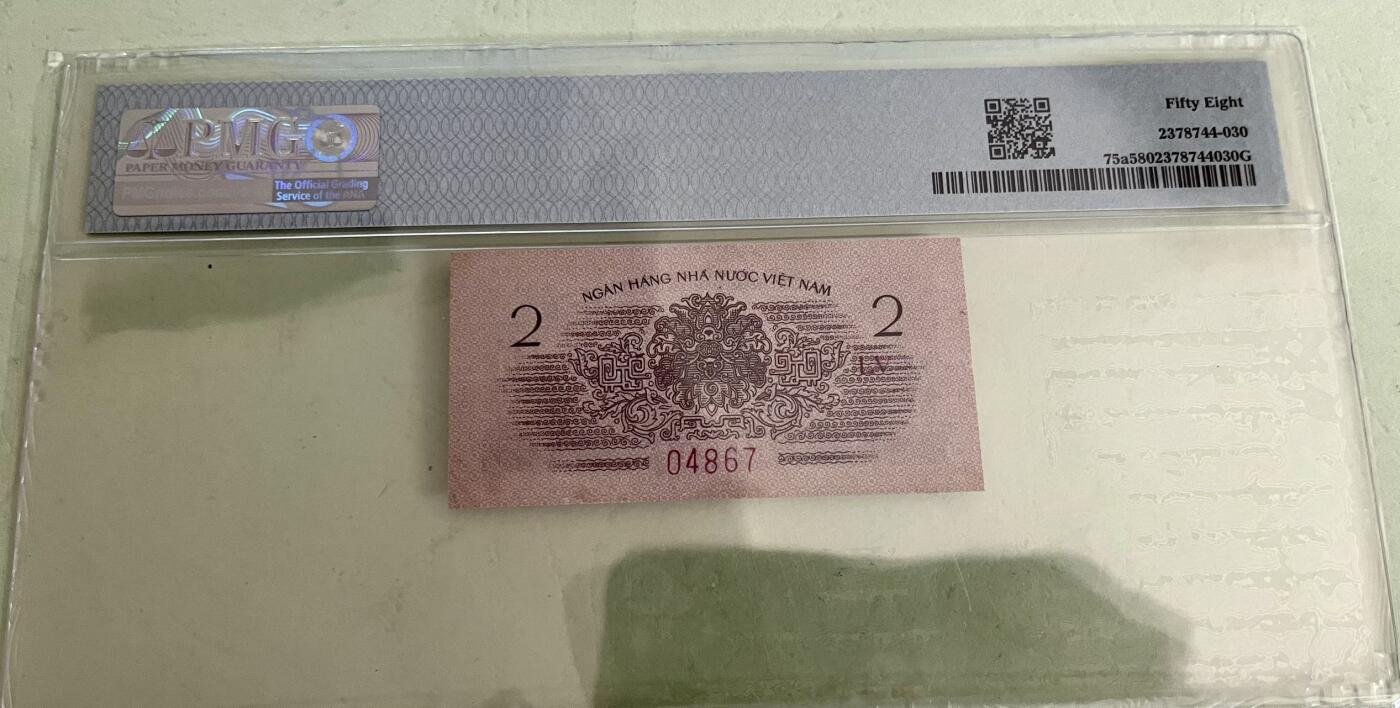 PMG
PAPER MONEY GUARANTY
The Official Grading
Service of the ANA
Fifty Eight
2378744-030
75a5802378744030G
NGÂN HÀNG NHÀ NƯỚC VIỆT NAM
2
2
LV
04867